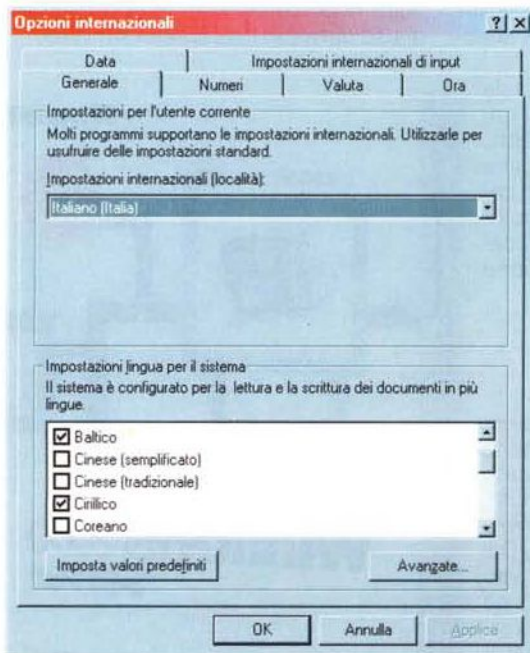 Opzioni internazionali
Data
Impostazioni internazionali di input
Generale
Numeri
Valuta
Ora
Impostazioni per l'utente corrente
Molti programmi supportano le impostazioni internazionali. Utilizzarle per
usufruire delle impostazioni standard.
Impostazioni internazionali (località):
Italiano (Italia)
Impostazioni lingua per il sistema
Il sistema è configurato per la lettura e la scrittura dei documenti in più
lingue.
Baltico
Cinese (semplificato)
Cinese (tradizionale)
Cirillico
Coreano
Imposta valori predefiniti
Avanzate...
OK
Annulla
Applica